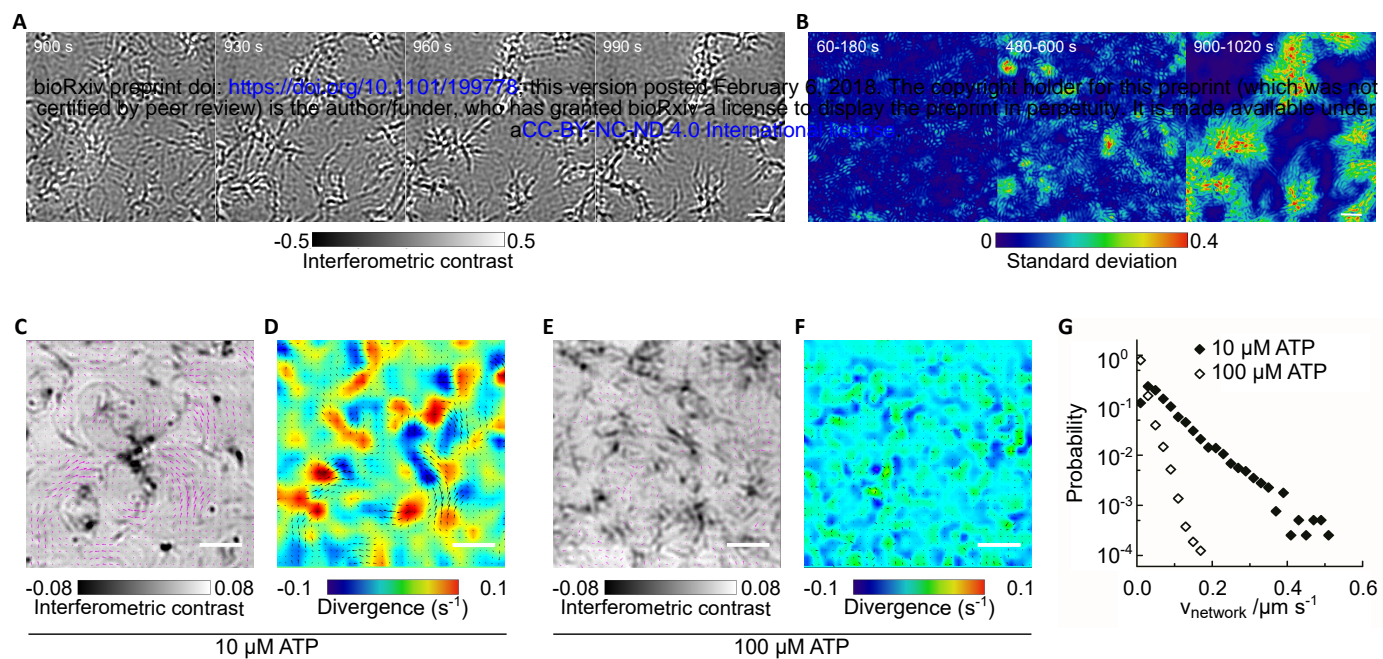 A
B
900 s
930 s
960 s
990 s
60-180 s
480-600 s
900-1020 s
bioRxiv preprint doi: https://doi.org/10.1101/199778; this version posted February 6, 2018. The copyright holder for this preprint (which was not
certified by peer review) is the author/funder, who has granted bioRxiv a license to display the preprint in perpetuity. It is made available under
aCC-BY-NC-ND 4.0 International license.
-0.5 0.5
Interferometric contrast
0 0.4
Standard deviation
C
D
E
F
G
10 µM ATP
100 µM ATP
10⁰
10⁻¹
10⁻²
10⁻³
10⁻⁴
Probability
0.0 0.2 0.4 0.6
v_network /µm s⁻¹
-0.08 0.08
Interferometric contrast
-0.1 0.1
Divergence (s⁻¹)
-0.08 0.08
Interferometric contrast
-0.1 0.1
Divergence (s⁻¹)
10 µM ATP
100 µM ATP